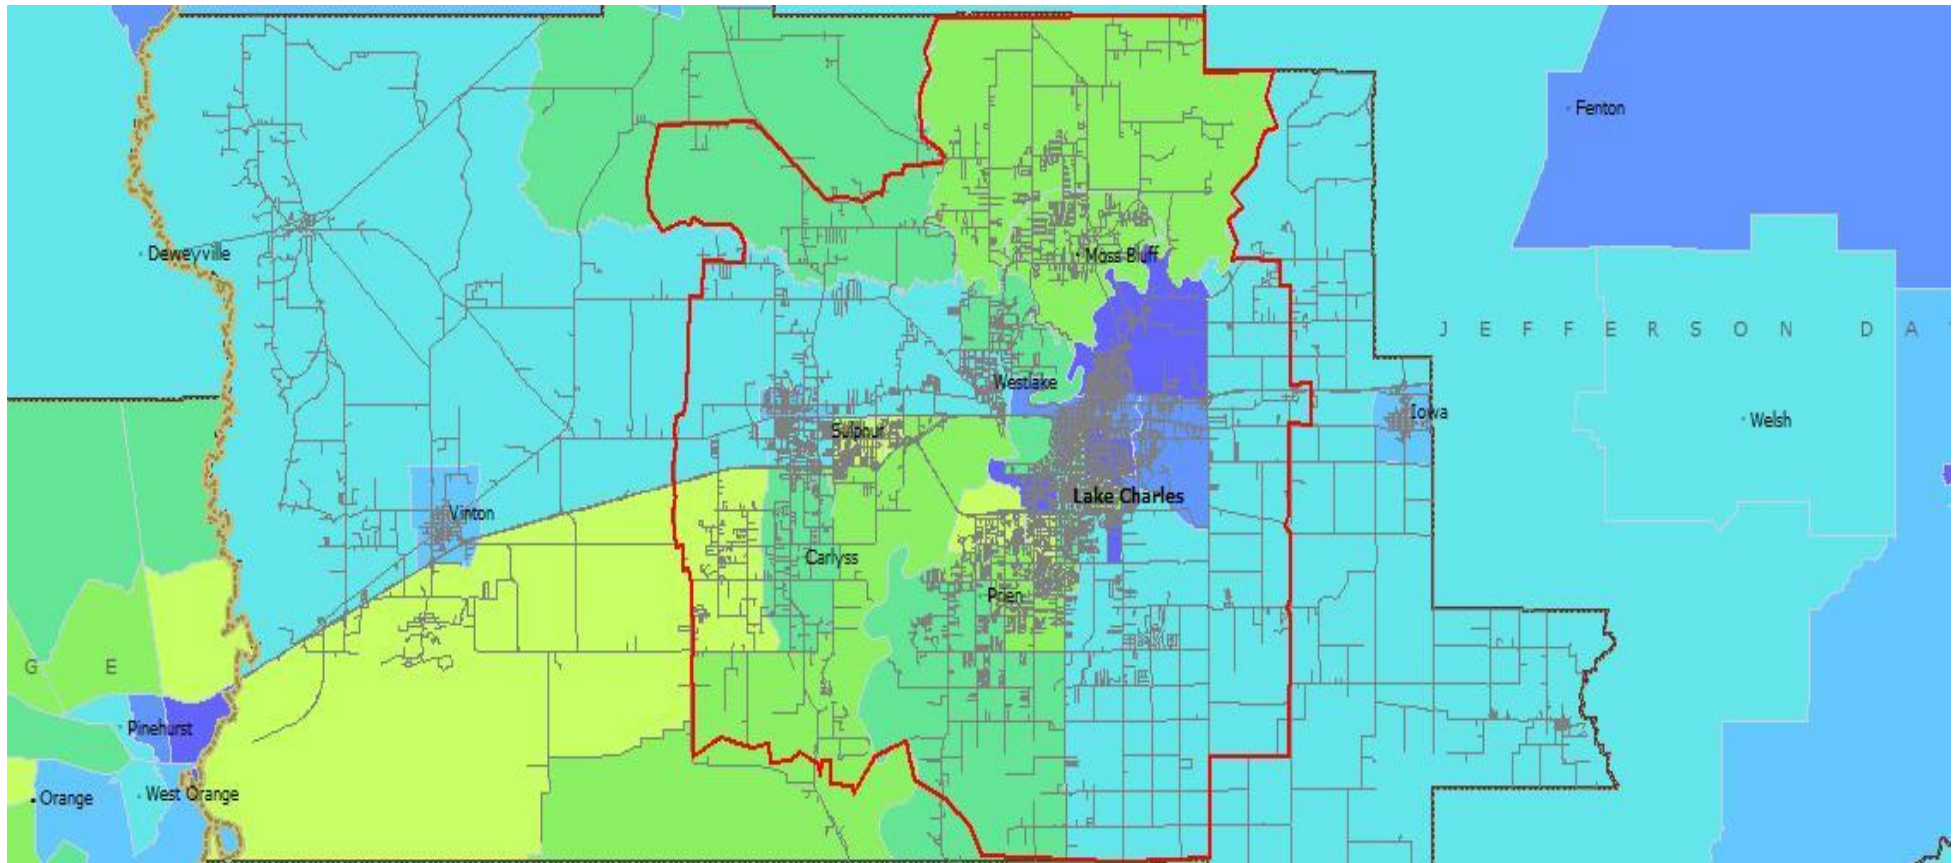 Fenton
Deweyville
Moss Bluff
J E F F E R S O N D A
Westlake
Iowa
Welsh
Sulphur
Lake Charles
Vinton
Carlyss
Prien
G E
Pinehurst
West Orange
Orange